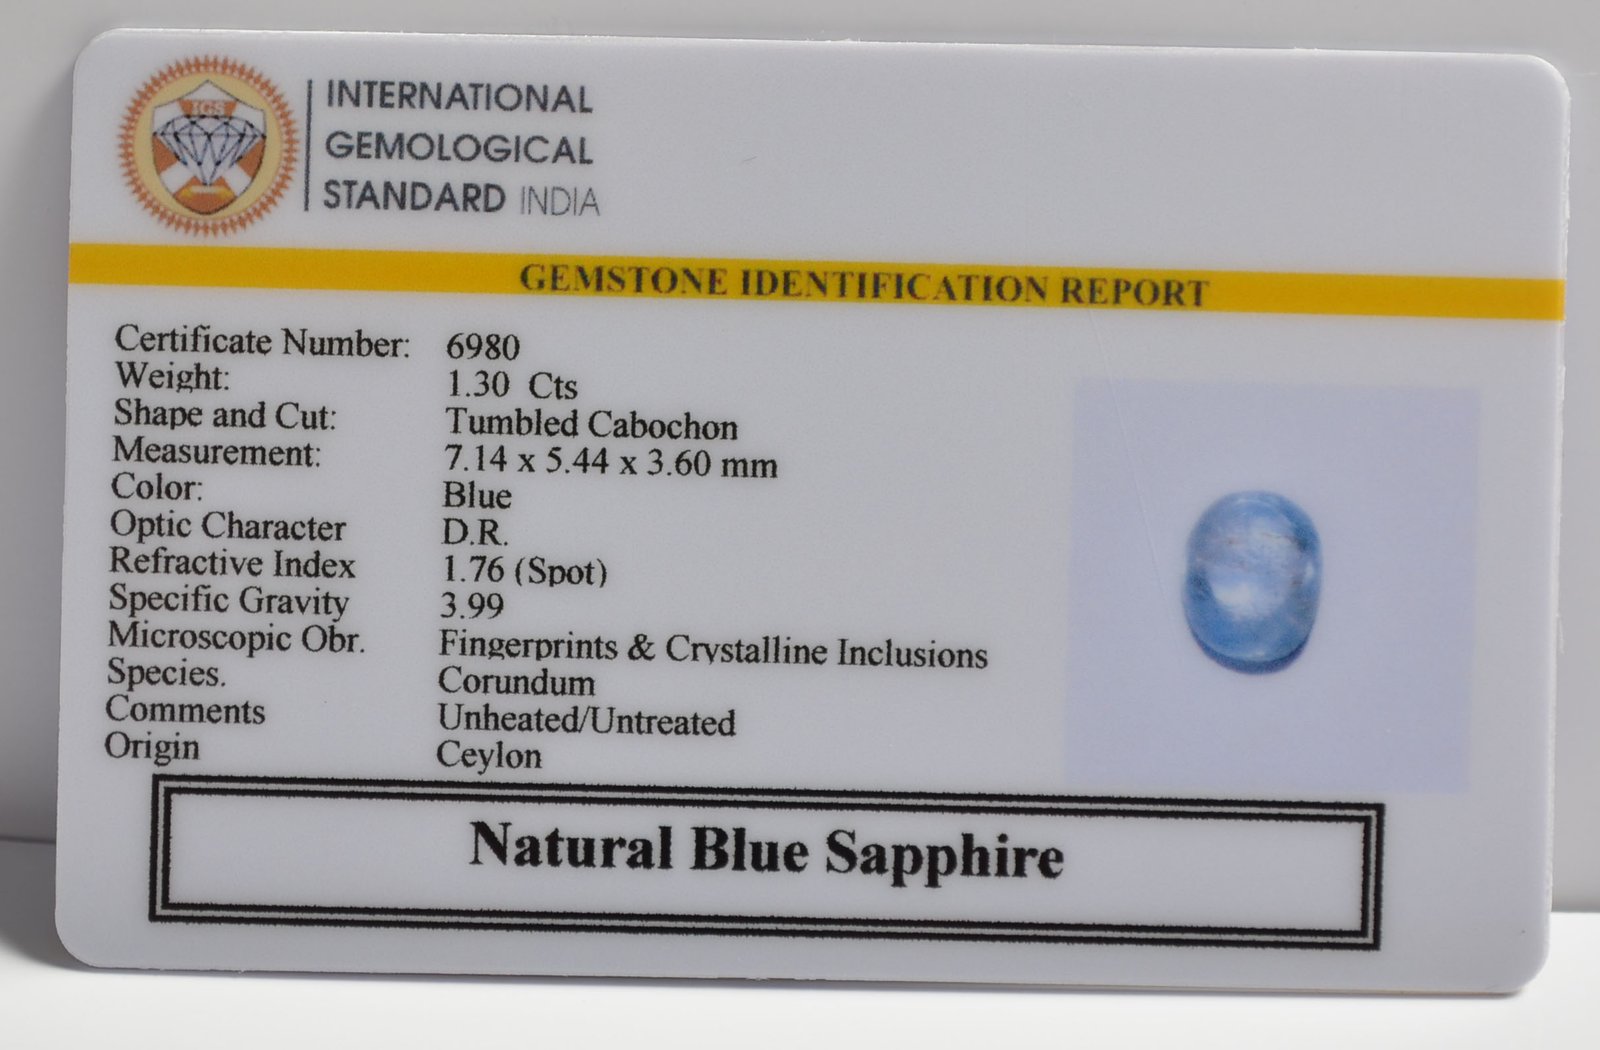 IGS
INTERNATIONAL
GEMOLOGICAL
STANDARD INDIA
GEMSTONE IDENTIFICATION REPORT
Certificate Number: 6980
Weight: 1.30 Cts
Shape and Cut: Tumbled Cabochon
Measurement: 7.14 x 5.44 x 3.60 mm
Color: Blue
Optic Character D.R.
Refractive Index 1.76 (Spot)
Specific Gravity 3.99
Microscopic Obr. Fingerprints & Crystalline Inclusions
Species. Corundum
Comments Unheated/Untreated
Origin Ceylon
Natural Blue Sapphire